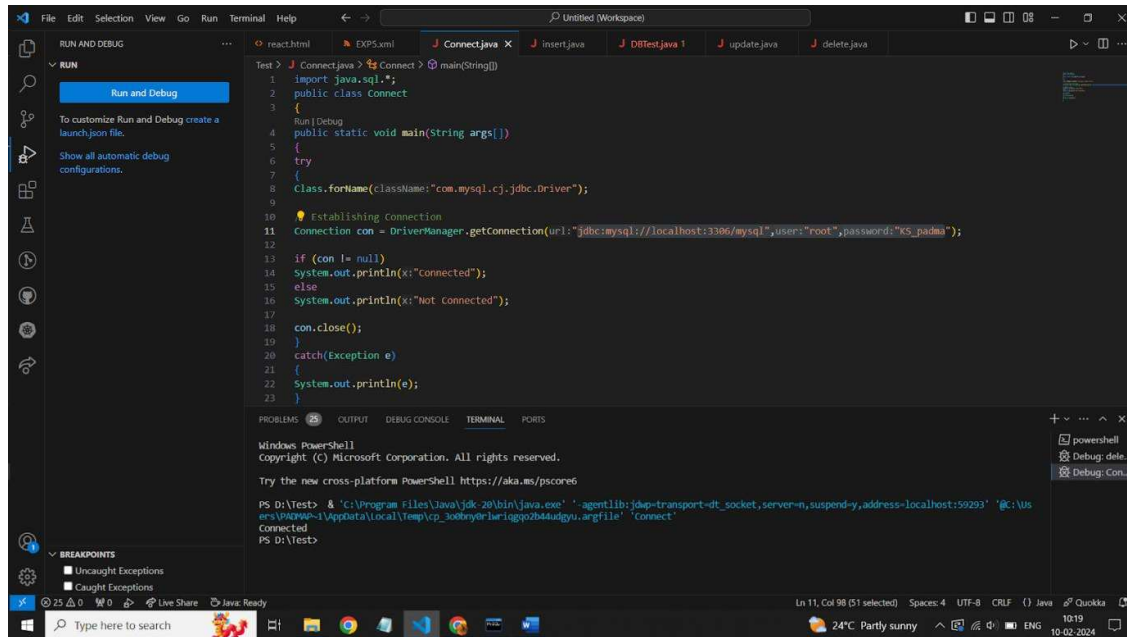 File Edit Selection View Go Run Terminal Help
Untitled (Workspace)
RUN AND DEBUG
RUN
Run and Debug
To customize Run and Debug create a
launch.json file.
Show all automatic debug
configurations.
react.html EXP5.xml Connect.java insert.java DBTest.java 1 update.java delete.java
Test > Connect.java > Connect > main(String[])
1 import java.sql.*;
2 public class Connect
3 {
Run | Debug
4 public static void main(String args[])
5 {
6 try
7 {
8 Class.forName(className:"com.mysql.cj.jdbc.Driver");
9
10 Establishing Connection
11 Connection con = DriverManager.getConnection(url:"jdbc:mysql://localhost:3306/mysql",user:"root",password:"KS_padma");
12
13 if (con != null)
14 System.out.println(x:"Connected");
15 else
16 System.out.println(x:"Not Connected");
17
18 con.close();
19 }
20 catch(Exception e)
21 {
22 System.out.println(e);
23 }
PROBLEMS 25 OUTPUT DEBUG CONSOLE TERMINAL PORTS
Windows PowerShell
Copyright (C) Microsoft Corporation. All rights reserved.
Try the new cross-platform PowerShell https://aka.ms/pscore6
PS D:\Test> & 'C:\Program Files\Java\jdk-20\bin\java.exe' '-agentlib:jdwp=transport=dt_socket,server=n,suspend=y,address=localhost:59293' '@C:\Us
ers\PADMAP~1\AppData\Local\Temp\cp_3o0bny0rlwriqgqo2b44udgyu.argfile' 'Connect'
Connected
PS D:\Test>
powershell
Debug: dele...
Debug: Con...
BREAKPOINTS
Uncaught Exceptions
Caught Exceptions
25 0 0 Live Share Java: Ready
Ln 11, Col 98 (51 selected) Spaces: 4 UTF-8 CRLF {} Java Quokka
Type here to search
24°C Partly sunny ENG
10:19
10-02-2024